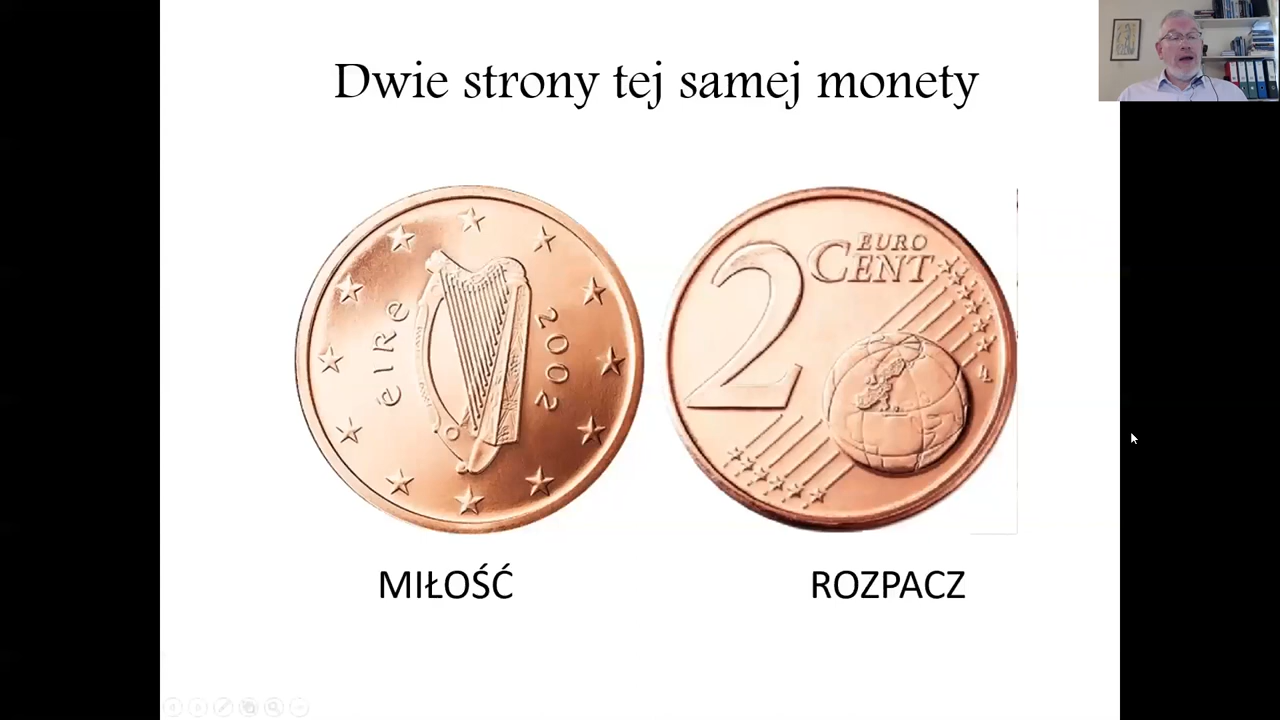 Dwie strony tej samej monety
éIRe
2002
2
EURO
CENT
MIŁOŚĆ
ROZPACZ